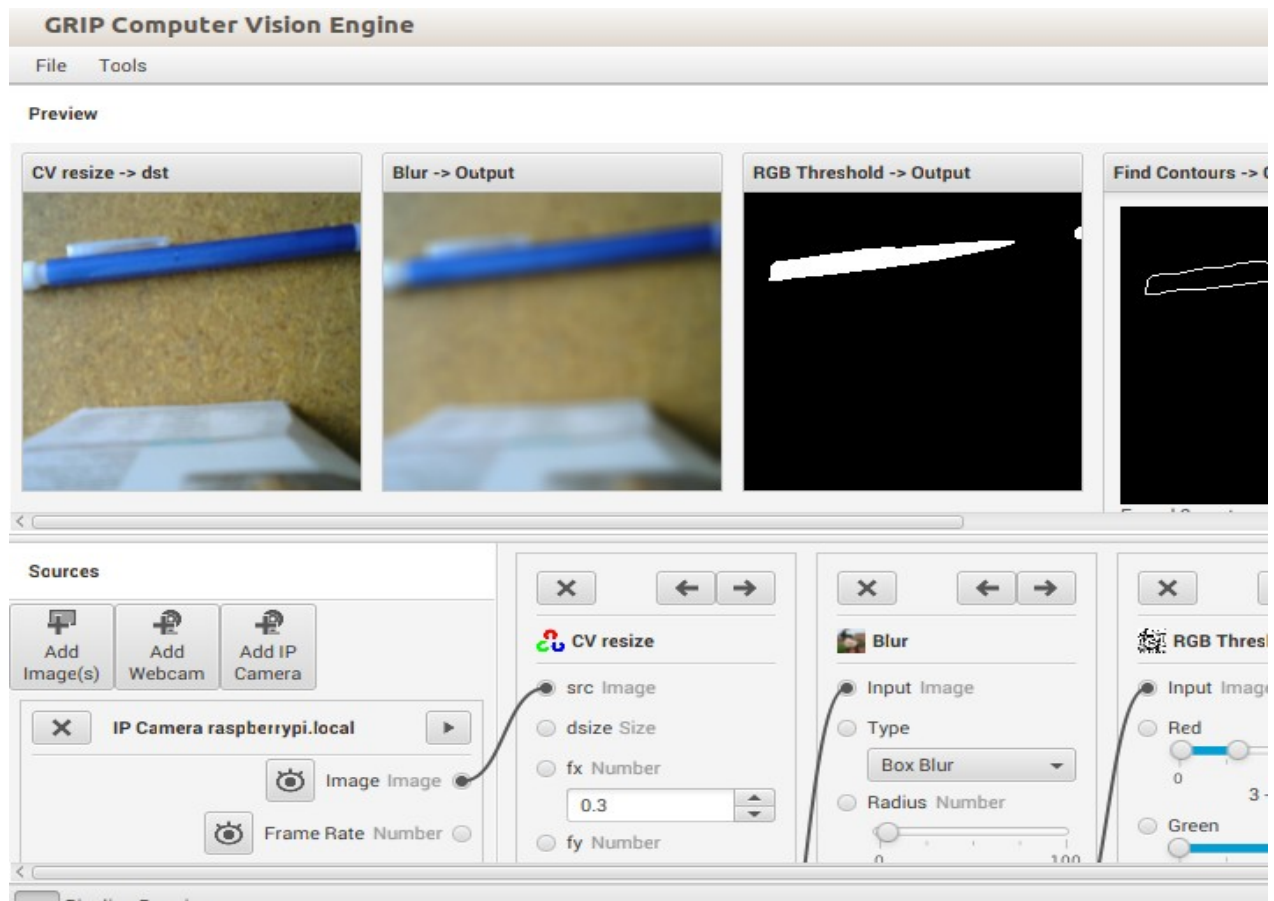 GRIP Computer Vision Engine
File Tools
Preview
CV resize -> dst
Blur -> Output
RGB Threshold -> Output
Find Contours ->
Sources
Add Image(s)
Add Webcam
Add IP Camera
IP Camera raspberrypi.local
Image Image
Frame Rate Number
CV resize
src Image
dsize Size
fx Number
0.3
fy Number
Blur
Input Image
Type
Box Blur
Radius Number
0 100
RGB
Input Image
Red
0
3 -
Green